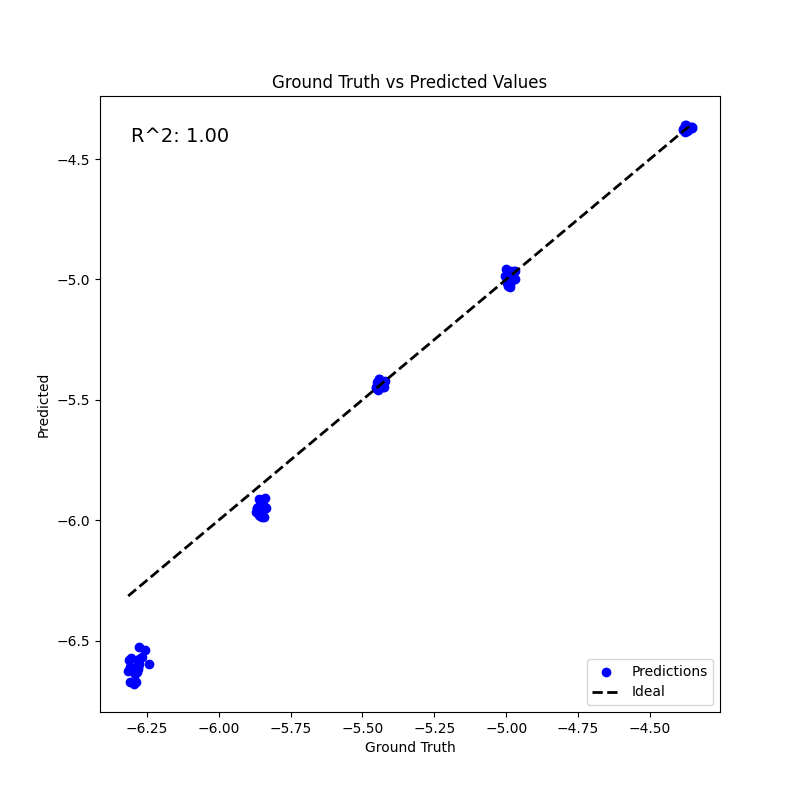 Ground Truth vs Predicted Values
R^2: 1.00
−4.5
−5.0
−5.5
−6.0
−6.5
Predicted
Predictions
Ideal
−6.25 −6.00 −5.75 −5.50 −5.25 −5.00 −4.75 −4.50
Ground Truth